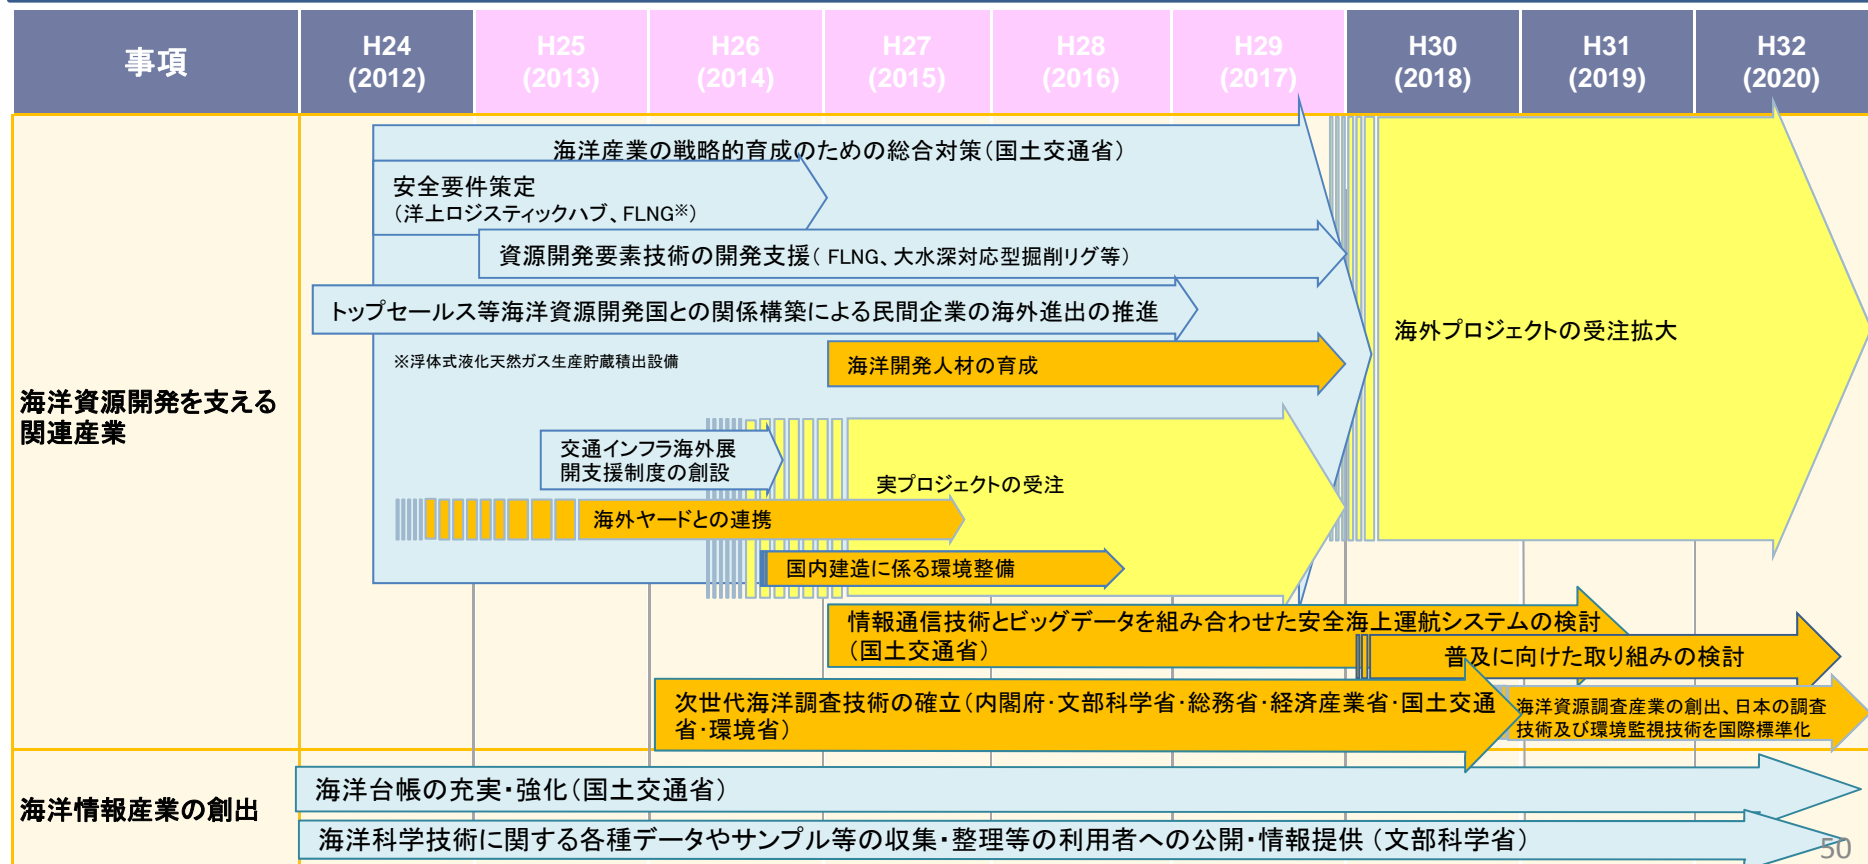 事項
H24
(2012)
H25
(2013)
H26
(2014)
H27
(2015)
H28
(2016)
H29
(2017)
H30
(2018)
H31
(2019)
H32
(2020)
海洋資源開発を支える
関連産業
海洋産業の戦略的育成のための総合対策(国土交通省)
安全要件策定
(洋上ロジスティックハブ、FLNG※)
資源開発要素技術の開発支援( FLNG、大水深対応型掘削リグ等)
トップセールス等海洋資源開発国との関係構築による民間企業の海外進出の推進
※浮体式液化天然ガス生産貯蔵積出設備
海洋開発人材の育成
海外プロジェクトの受注拡大
交通インフラ海外展
開支援制度の創設
実プロジェクトの受注
海外ヤードとの連携
国内建造に係る環境整備
情報通信技術とビッグデータを組み合わせた安全海上運航システムの検討
(国土交通省)
普及に向けた取り組みの検討
次世代海洋調査技術の確立(内閣府・文部科学省・総務省・経済産業省・国土交通
省・環境省)
海洋資源調査産業の創出、日本の調査
技術及び環境監視技術を国際標準化
海洋情報産業の創出
海洋台帳の充実・強化(国土交通省)
海洋科学技術に関する各種データやサンプル等の収集・整理等の利用者への公開・情報提供 (文部科学省)
50